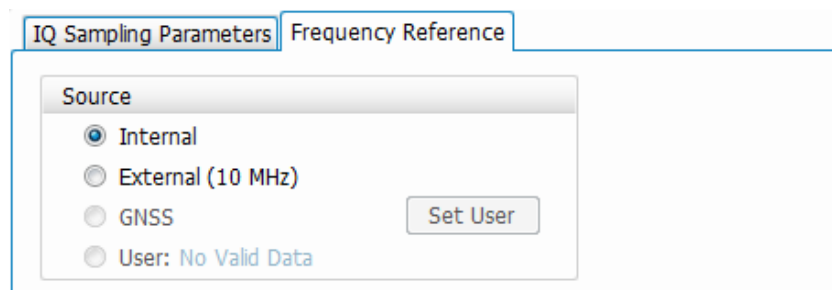 IQ Sampling Parameters Frequency Reference
Source
Internal
External (10 MHz)
GNSS Set User
User: No Valid Data